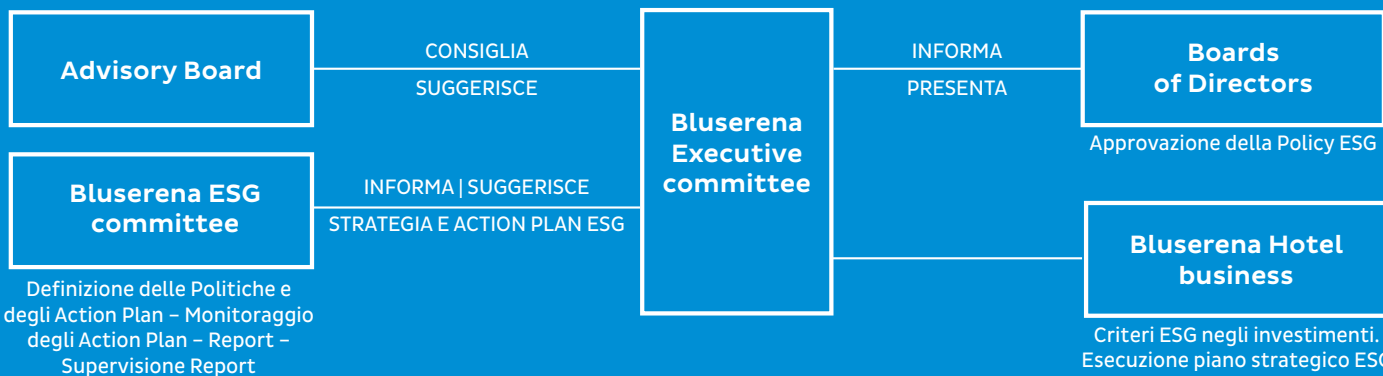 Advisory Board
CONSIGLIA
SUGGERISCE
Bluserena ESG
committee
INFORMA | SUGGERISCE
STRATEGIA E ACTION PLAN ESG
Definizione delle Politiche e
degli Action Plan – Monitoraggio
degli Action Plan – Report –
Supervisione Report
Bluserena
Executive
committee
INFORMA
PRESENTA
Boards
of Directors
Approvazione della Policy ESG
Bluserena Hotel
business
Criteri ESG negli investimenti.
Esecuzione piano strategico ESG